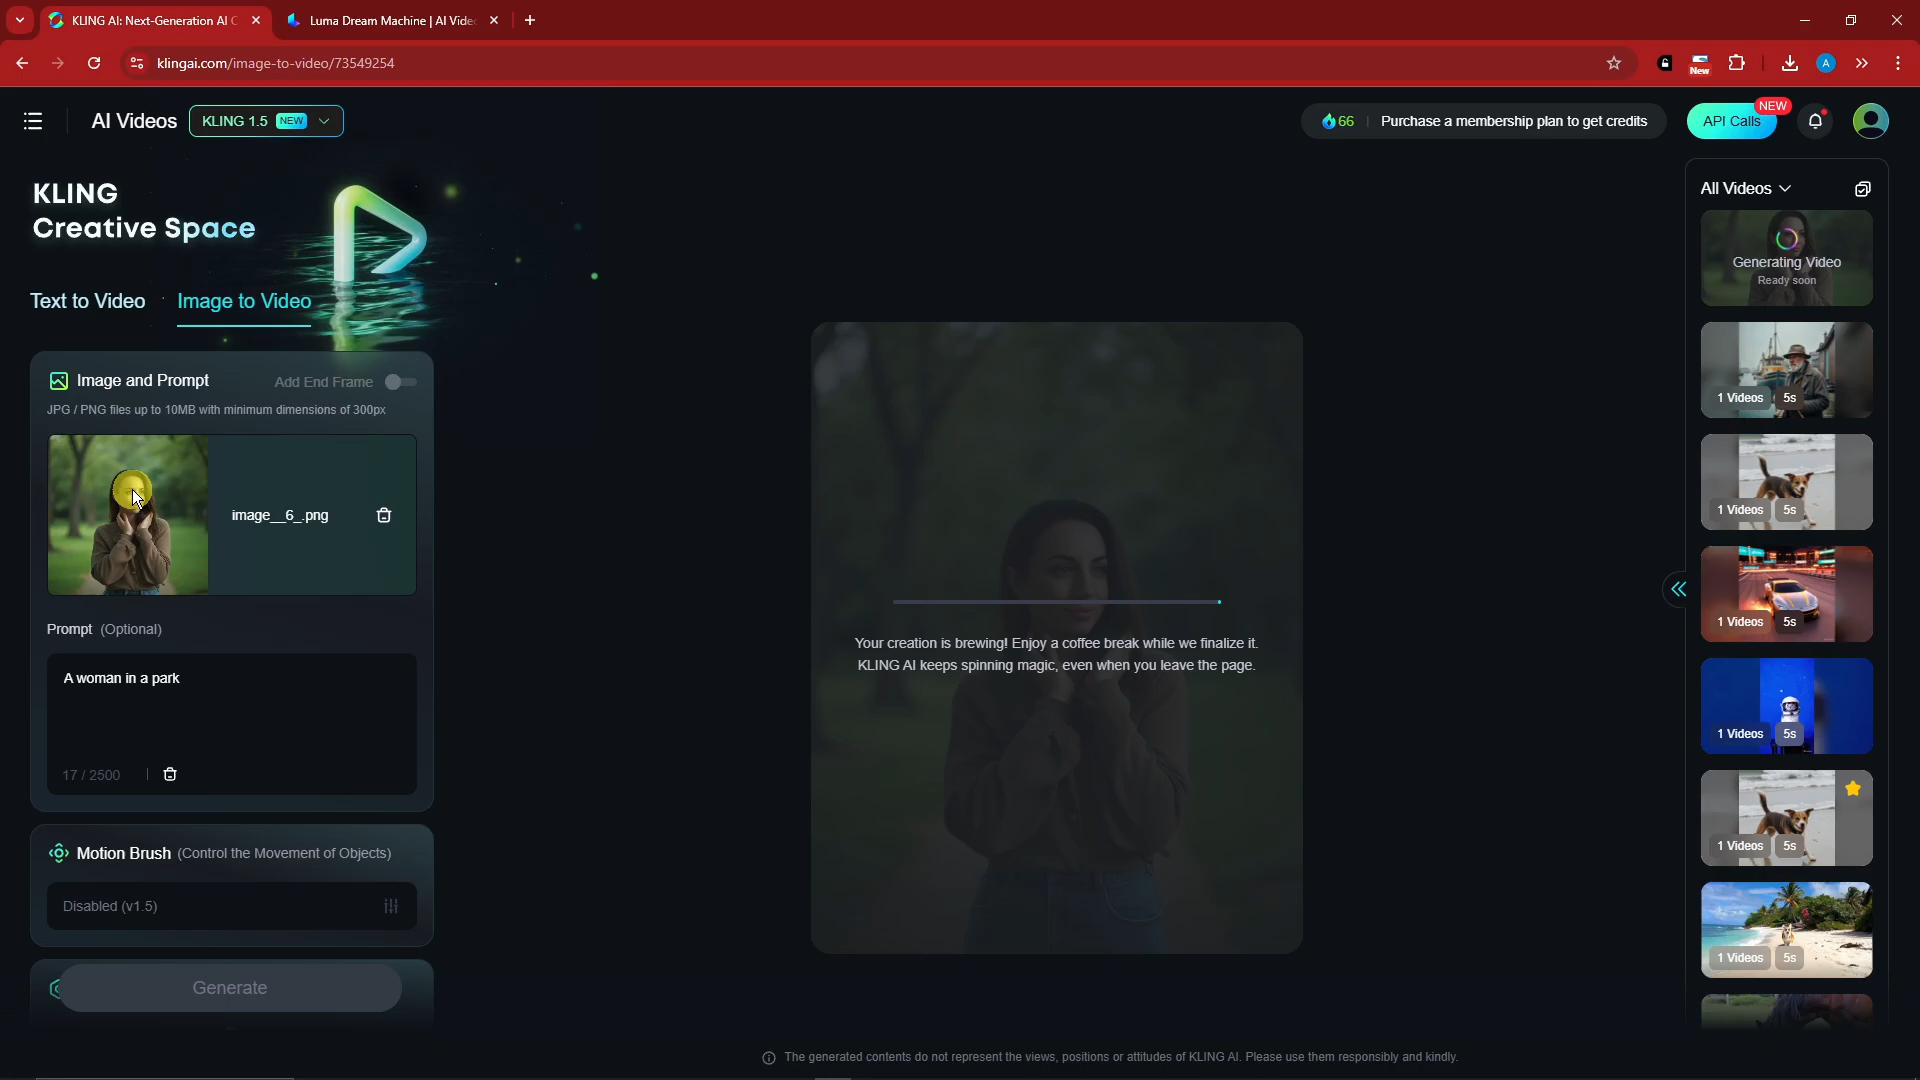 KLING AI: Next-Generation AI C
Luma Dream Machine | AI Vide
klingai.com/image-to-video/73549254
New
A
AI Videos
KLING 1.5 NEW
66
Purchase a membership plan to get credits
API Calls
NEW
KLING
Creative Space
Text to Video
Image to Video
Image and Prompt
Add End Frame
JPG / PNG files up to 10MB with minimum dimensions of 300px
image__6_.png
Prompt (Optional)
A woman in a park
17 / 2500
Motion Brush (Control the Movement of Objects)
Disabled (v1.5)
Generate
Your creation is brewing! Enjoy a coffee break while we finalize it.
KLING AI keeps spinning magic, even when you leave the page.
All Videos
Generating Video
Ready soon
1 Videos 5s
1 Videos 5s
1 Videos 5s
1 Videos 5s
1 Videos 5s
1 Videos 5s
The generated contents do not represent the views, positions or attitudes of KLING AI. Please use them responsibly and kindly.